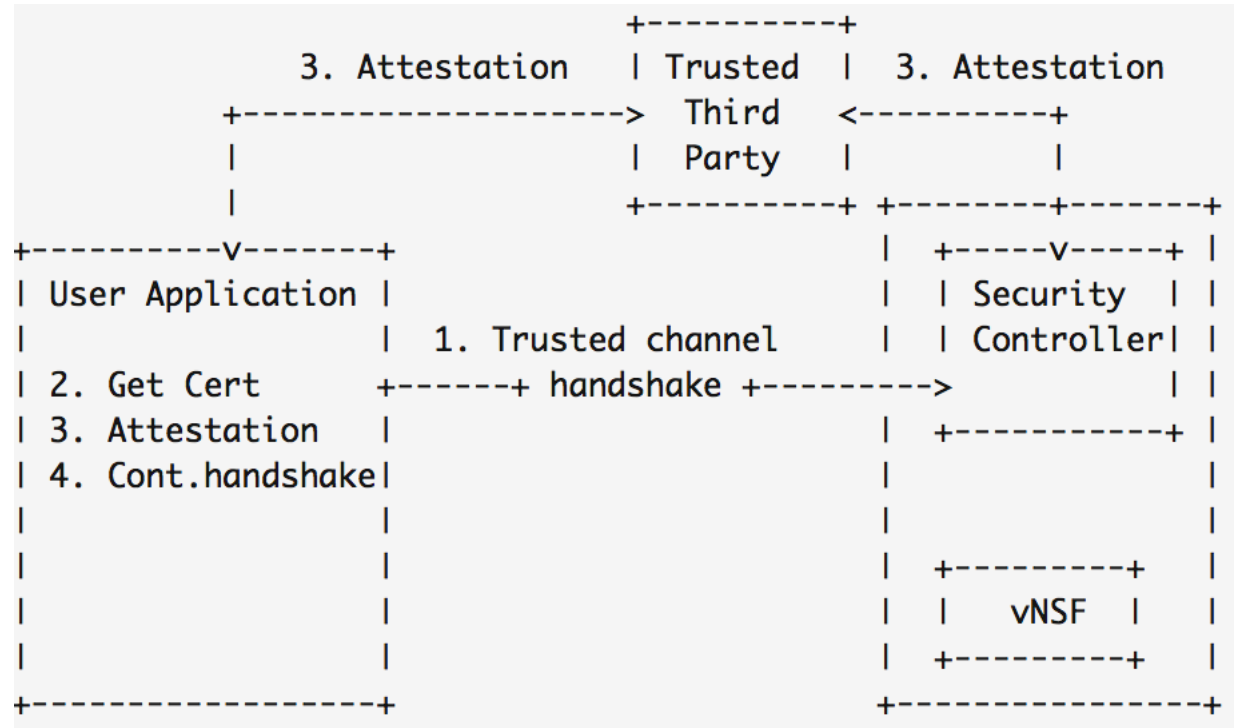 3. Attestation | Trusted | 3. Attestation
Third
Party
User Application
Security
Controller
1. Trusted channel
handshake
2. Get Cert
3. Attestation
4. Cont.handshake
vNSF